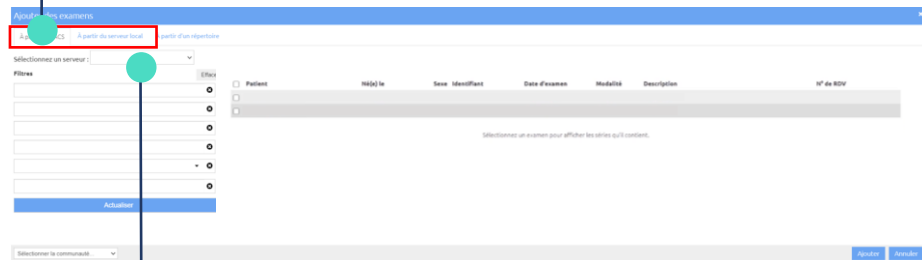 Ajouter des examens
À partir du serveur local
partir d'un répertoire
Sélectionnez un serveur :
Filtres
Efface
Patient Né(e) le Sexe Identifiant Date d'examen Modalité Description N° de RDV
Sélectionnez un examen pour afficher les séries qu'il contient.
Actualiser
Sélectionner la communauté
Ajouter Annuler